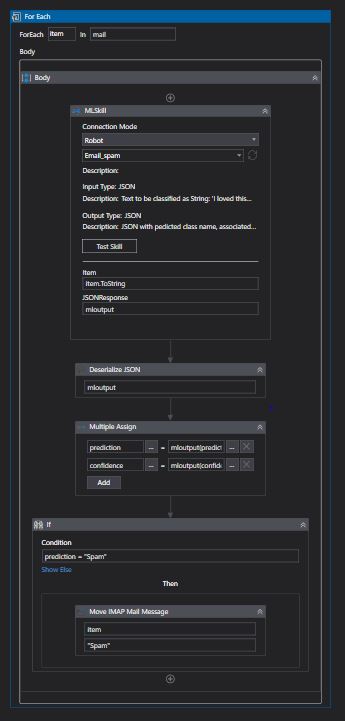 For Each
ForEach item in mail
Body
Body
MLSkill
Connection Mode
Robot
Email_spam
Description:
Input Type: JSON
Description: Text to be classified as String: 'I loved this...
Output Type: JSON
Description: JSON with pedicted class name, associated...
Test Skill
Item
item.ToString
JSONResponse
mloutput
Deserialize JSON
mloutput
Multiple Assign
prediction ... = mloutput(predict ...
confidence ... = mloutput(confid ...
Add
If
Condition
prediction = "Spam"
Show Else
Then
Move IMAP Mail Message
item
"Spam"